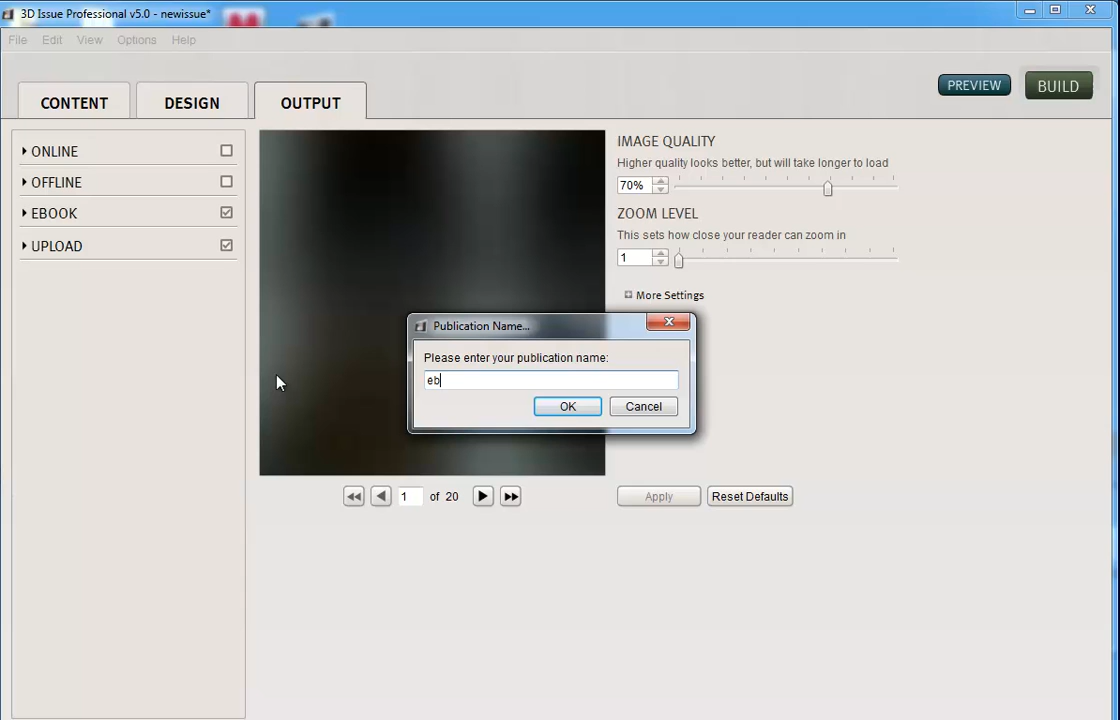 3D Issue Professional v5.0 - newissue*
File Edit View Options Help
CONTENT DESIGN OUTPUT PREVIEW BUILD
ONLINE
OFFLINE
EBOOK
UPLOAD
IMAGE QUALITY
Higher quality looks better, but will take longer to load
70%
ZOOM LEVEL
This sets how close your reader can zoom in
1
More Settings
Publication Name...
Please enter your publication name:
eb
OK Cancel
1 of 20
Apply Reset Defaults